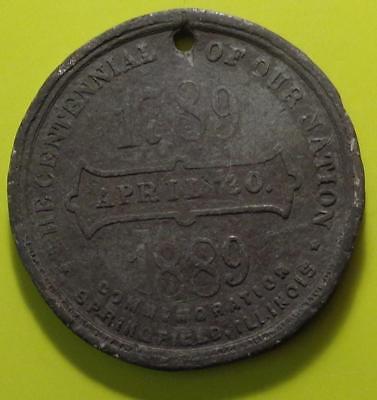 THE CENTENNIAL OF OUR NATION
1789
APRIL 30.
1889
COMMEMORATION
SPRINGFIELD, ILLINOIS